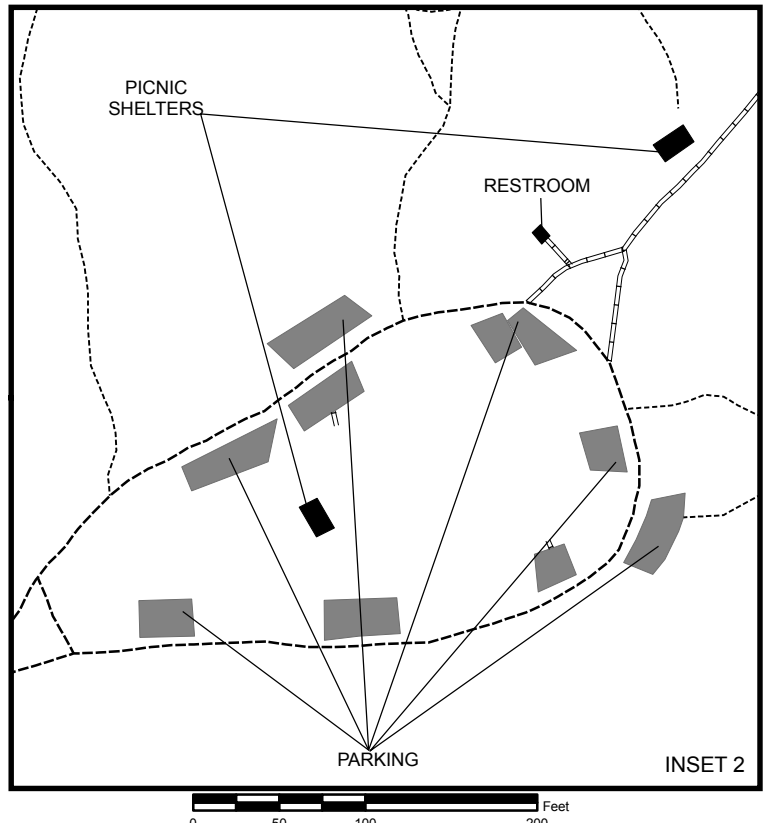 PICNIC
SHELTERS
RESTROOM
PARKING
INSET 2
Feet
0 50 100 200